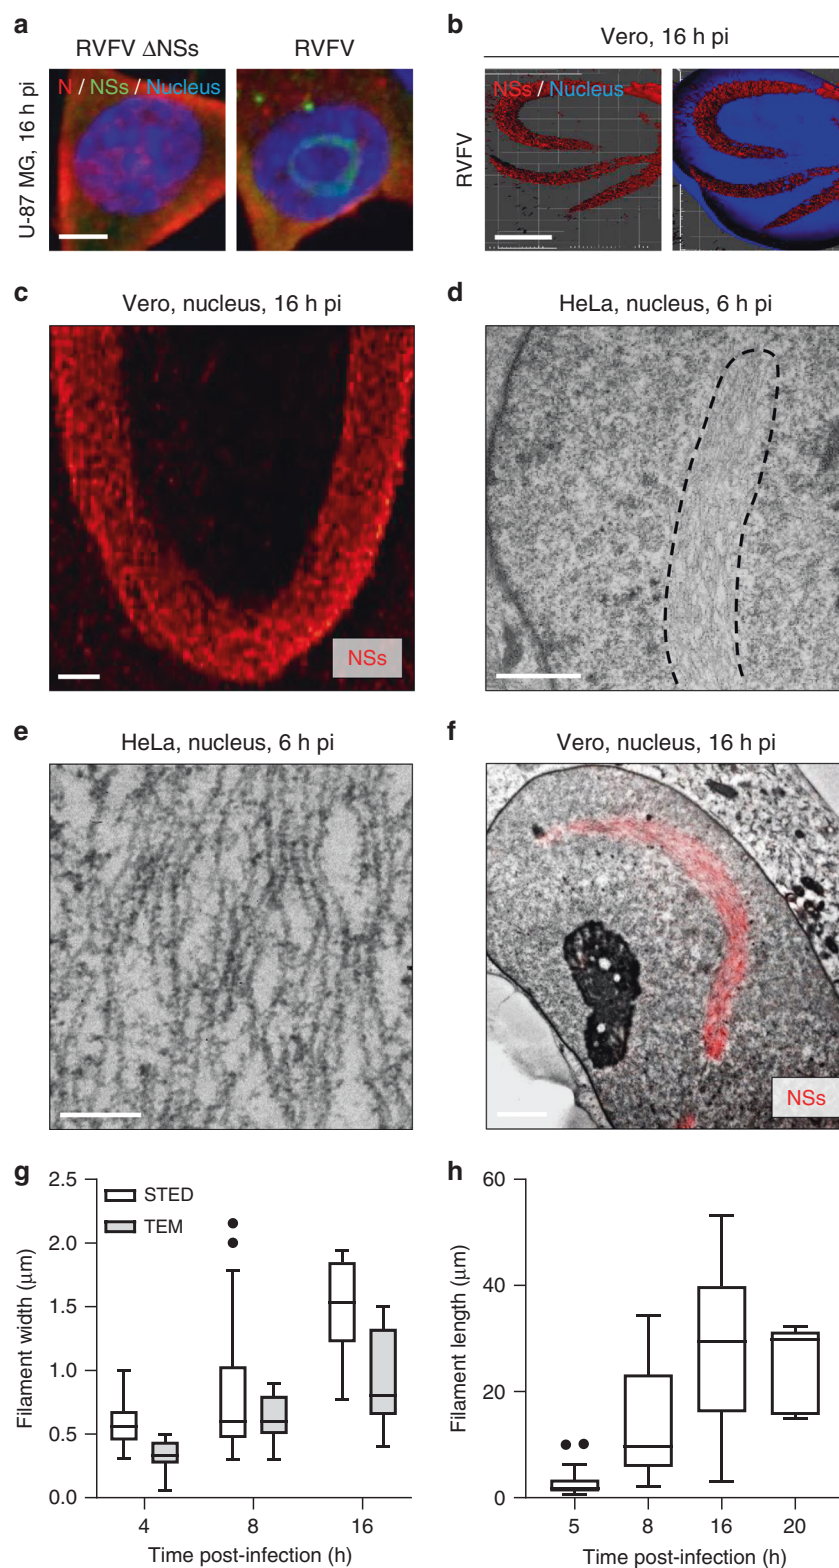 a
RVFV ΔNSs
RVFV
U-87 MG, 16 h pi
N / NSs / Nucleus
b
Vero, 16 h pi
RVFV
NSs / Nucleus
c
Vero, nucleus, 16 h pi
NSs
d
HeLa, nucleus, 6 h pi
e
HeLa, nucleus, 6 h pi
f
Vero, nucleus, 16 h pi
NSs
g
STED
TEM
Filament width (μm)
2.5
2.0
1.5
1.0
0.5
0.0
4
8
16
Time post-infection (h)
h
Filament length (μm)
60
40
20
0
5
8
16
20
Time post-infection (h)